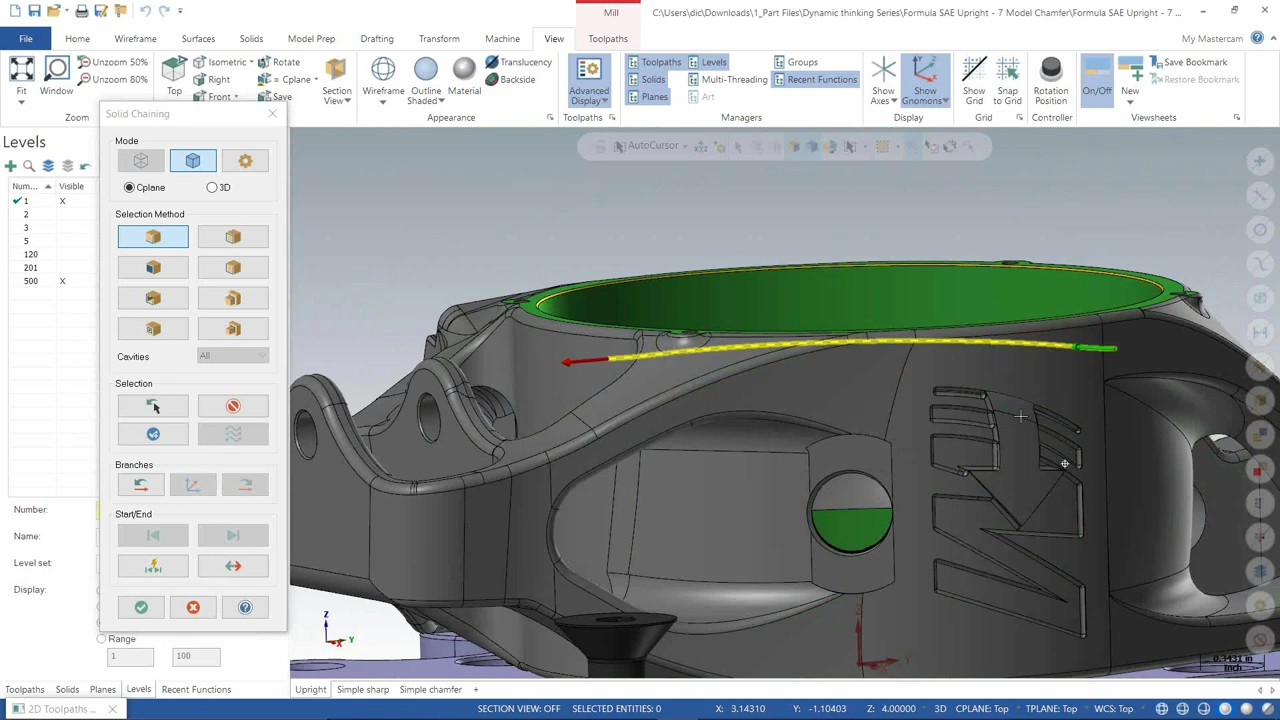 Mill
C:\Users\dic\Downloads\1_Part Files\Dynamic thinking Series\Formula SAE Upright - 7 Model Chamfer\Formula SAE Upright - 7 ...
File
Home
Wireframe
Surfaces
Solids
Model Prep
Drafting
Transform
Machine
View
Toolpaths
My Mastercam
Fit
Window
Unzoom 50%
Unzoom 80%
Zoom
Top
Isometric
Right
Front
Rotate
= Cplane
Save
Section View
Wireframe
Outline Shaded
Material
Translucency
Backside
Appearance
Advanced Display
Toolpaths
Toolpaths
Solids
Planes
Levels
Multi-Threading
Art
Groups
Recent Functions
Managers
Show Axes
Show Gnomons
Display
Show Grid
Snap to Grid
Grid
Rotation Position
Controller
On/Off
New
Save Bookmark
Restore Bookmark
Viewsheets
AutoCursor
Levels
Num...
Visible
1 X
2
3
5
120
201
500 X
Number:
Name:
Level set:
Display:
Range
1
100
Solid Chaining
Mode
Cplane
3D
Selection Method
Cavities
All
Selection
Branches
Start/End
Z
Y
X
Y
0.3431 in
Inch
Toolpaths
Solids
Planes
Levels
Recent Functions
Upright
Simple sharp
Simple chamfer
+
2D Toolpaths ...
SECTION VIEW: OFF
SELECTED ENTITIES: 0
X: 3.14310
Y: -1.10403
Z: 4.00000
3D
CPLANE: Top
TPLANE: Top
WCS: Top